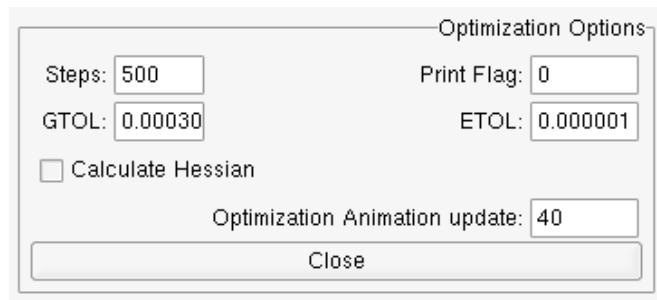 Optimization Options
Steps: 500 Print Flag: 0
GTOL: 0.00030 ETOL: 0.000001
Calculate Hessian
Optimization Animation update: 40
Close